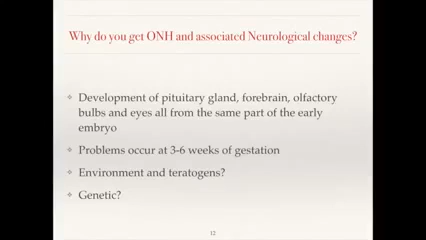 Why do you get ONH and associated Neurological changes?
Development of pituitary gland, forebrain, olfactory
bulbs and eyes all from the same part of the early
embryo
Problems occur at 3-6 weeks of gestation
Environment and teratogens?
Genetic?
12